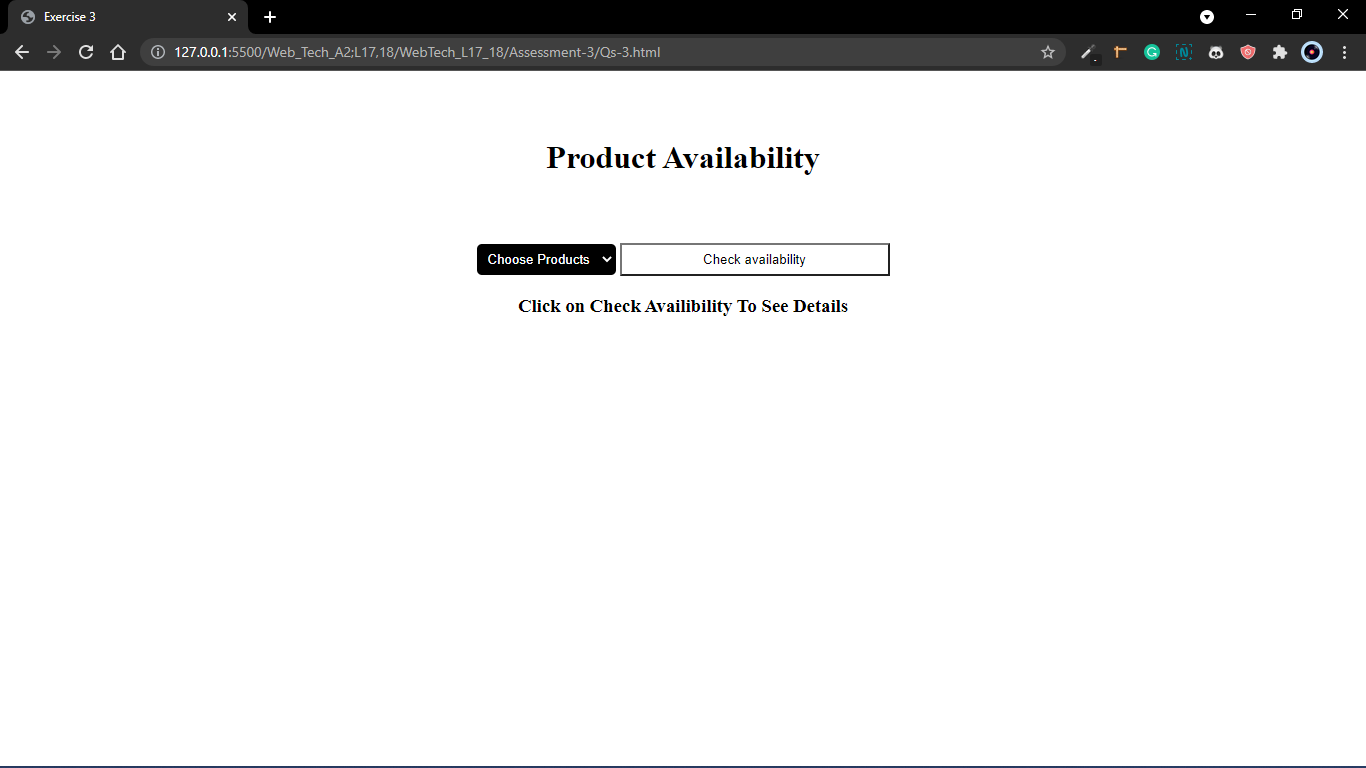 Exercise 3
127.0.0.1:5500/Web_Tech_A2;L17,18/WebTech_L17_18/Assessment-3/Qs-3.html
Product Availability
Choose Products Check availability
Click on Check Availibility To See Details